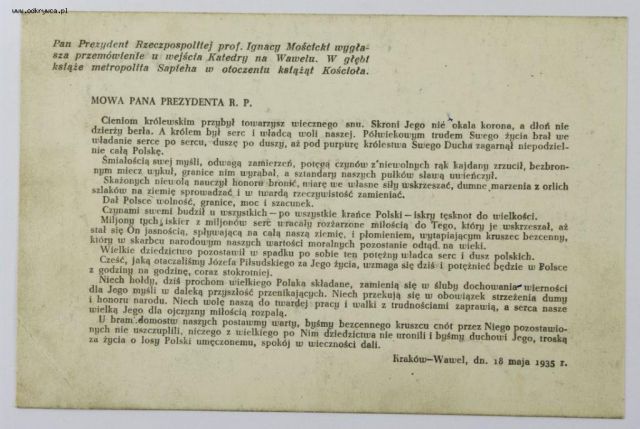 www.odkrywca.pl
Pan Prezydent Rzeczpospolitej prof. Ignacy Mościcki wygła-
sza przemówienie u wejścia Katedry na Wawelu. W głębi
książe metropolita Sapieha w otoczeniu książąt Kościoła.
MOWA PANA PREZYDENTA R. P.
Cieniom królewskim przybył towarzysz wiecznego snu. Skroni Jego nie okala korona, a dłoń nie
dzierży berła. A królem był serc i władcą woli naszej. Półwiekowym trudem Swego życia brał we
władanie serce po sercu, duszę po duszy, aż pod purpurę królestwa Swego Ducha zagarnął niepodziel-
nie całą Polskę.
Śmiałością swej myśli, odwagą zamierzeń, potęgą czynów z niewolnych rąk kajdany zrzucił, bezbron-
nym miecz wykuł, granice nim wyrąbał, a sztandary naszych pułków sławą uwieńczył.
Skażonych niewolą nauczył honoru bronić, wiarę we własne siły wskrzeszać, dumne marzenia z orlich
szlaków na ziemię sprowadzać i w twardą rzeczywistość zamieniać.
Dał Polsce wolność, granice, moc i szacunek.
Czynami swemi budził u wszystkich — po wszystkie krańce Polski — iskry tęsknot do wielkości.
Miljony tych iskier z miljonów serc wracały rozżarzone miłością do Tego, który je wskrzeszał, aż
stał się On jasnością, spływającą na całą naszą ziemię, i płomieniem, wytapiającym kruszec bezcenny,
który w skarbcu narodowym naszych wartości moralnych pozostanie odtąd na wieki.
Wielkie dziedzictwo pozostawił w spadku po sobie ten potężny władca serc i dusz polskich.
Cześć, jaką otaczaliśmy Józefa Piłsudskiego za Jego życia, wzmaga się dziś i potężnieć będzie w Polsce
z godziny na godzinę, coraz stokrotniej.
Niech hołdy, dziś prochom wielkiego Polaka składane, zamienią się w śluby dochowania wierności
dla Jego myśli w daleką przyszłość przenikających. Niech przekują się w obowiązek strzeżenia dumy
i honoru narodu. Niech wolę naszą do twardej pracy i walki z trudnościami zaprawią, a serca nasze
wielką Jego dla ojczyzny miłością rozpalą.
U bram domostw naszych postawmy warty, byśmy bezcennego kruszcu cnót przez Niego pozostawio-
nych nie uszczuplili, niczego z wielkiego po Nim dziedzictwa nie uronili i byśmy duchowi Jego, troską
za życia o losy Polski umęczonemu, spokój w wieczności dali.
Kraków—Wawel, dn. 18 maja 1935 r.